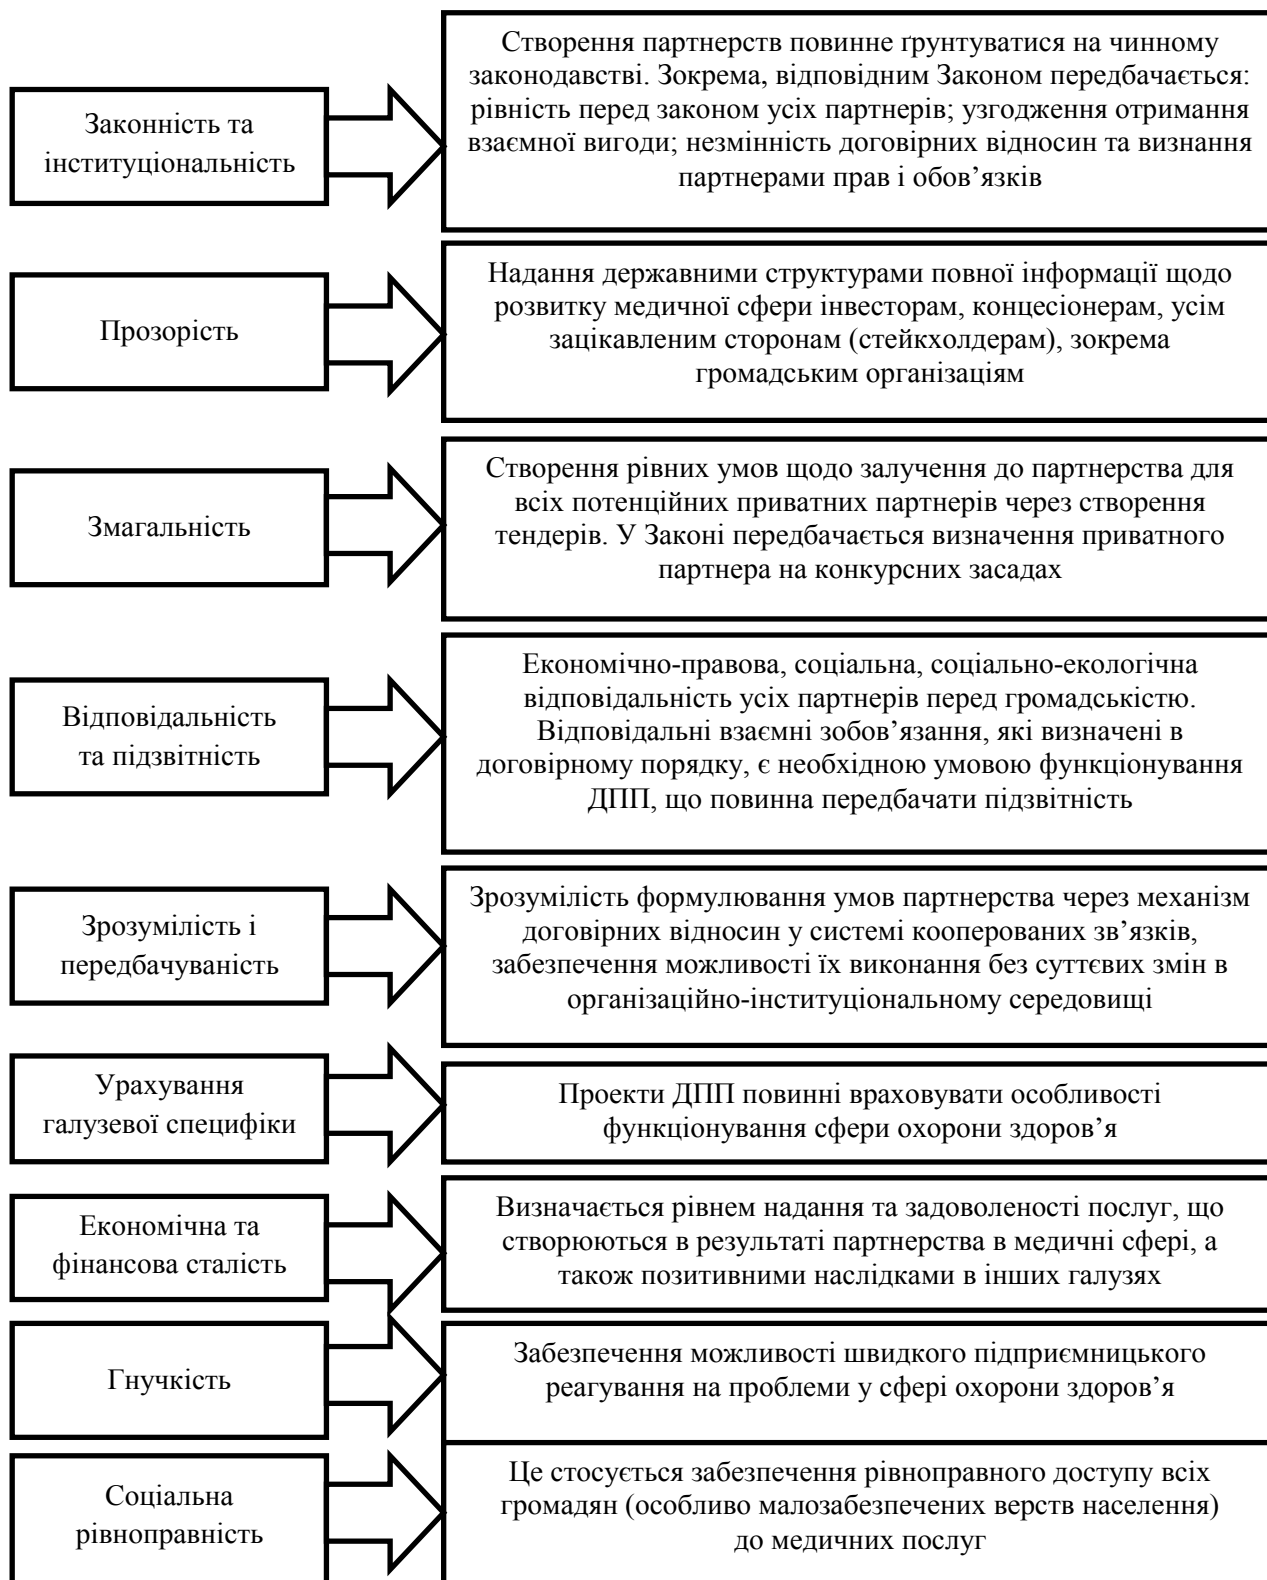 Законність та
інституціональність
Створення партнерств повинне ґрунтуватися на чинному
законодавстві. Зокрема, відповідним Законом передбачається:
рівність перед законом усіх партнерів; узгодження отримання
взаємної вигоди; незмінність договірних відносин та визнання
партнерами прав і обов’язків
Прозорість
Надання державними структурами повної інформації щодо
розвитку медичної сфери інвесторам, концесіонерам, усім
зацікавленим сторонам (стейкхолдерам), зокрема
громадським організаціям
Змагальність
Створення рівних умов щодо залучення до партнерства для
всіх потенційних приватних партнерів через створення
тендерів. У Законі передбачається визначення приватного
партнера на конкурсних засадах
Відповідальність
та підзвітність
Економічно-правова, соціальна, соціально-екологічна
відповідальність усіх партнерів перед громадськістю.
Відповідальні взаємні зобов’язання, які визначені в
договірному порядку, є необхідною умовою функціонування
ДПП, що повинна передбачати підзвітність
Зрозумілість і
передбачуваність
Зрозумілість формулювання умов партнерства через механізм
договірних відносин у системі кооперованих зв’язків,
забезпечення можливості їх виконання без суттєвих змін в
організаційно-інституціональному середовищі
Урахування
галузевої специфіки
Проекти ДПП повинні враховувати особливості
функціонування сфери охорони здоров’я
Економічна та
фінансова сталість
Визначається рівнем надання та задоволеності послуг, що
створюються в результаті партнерства в медичні сфері, а
також позитивними наслідками в інших галузях
Гнучкість
Забезпечення можливості швидкого підприємницького
реагування на проблеми у сфері охорони здоров’я
Соціальна
рівноправність
Це стосується забезпечення рівноправного доступу всіх
громадян (особливо малозабезпечених верств населення)
до медичних послуг